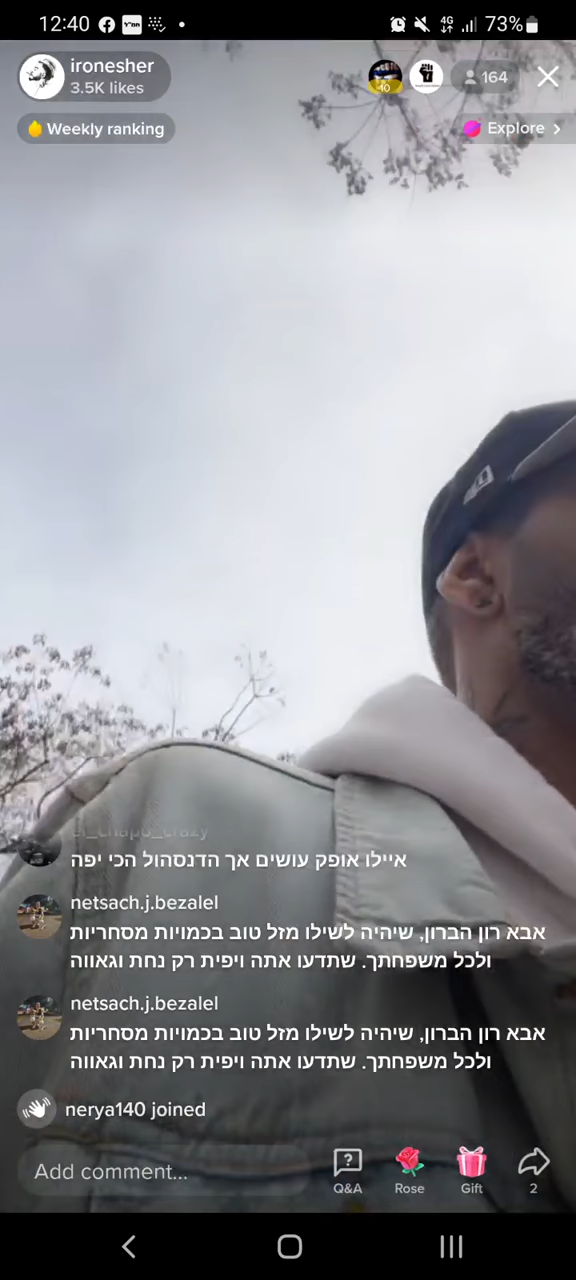 12:40
4G
73%
ironesher
3.5K likes
10
164
Weekly ranking
Explore
el_chapo_crazy
איילו אופק עושים אך הדנסהול הכי יפה
netsach.j.bezalel
אבא רון הברון, שיהיה לשילו מזל טוב בכמויות מסחריות
ולכל משפחתך. שתדעו אתה ויפית רק נחת וגאווה
netsach.j.bezalel
אבא רון הברון, שיהיה לשילו מזל טוב בכמויות מסחריות
ולכל משפחתך. שתדעו אתה ויפית רק נחת וגאווה
nerya140 joined
Add comment...
Q&A
Rose
Gift
2